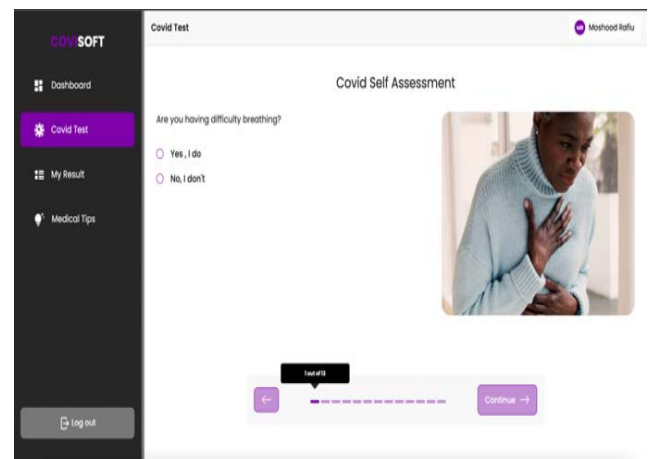 COVISOFT
Dashboard
Covid Test
My Result
Medical Tips
Log out
Covid Test
MR Moshood Rafiu
Covid Self Assessment
Are you having difficulty breathing?
Yes , I do
No, I don't
1 out of 13
Continue